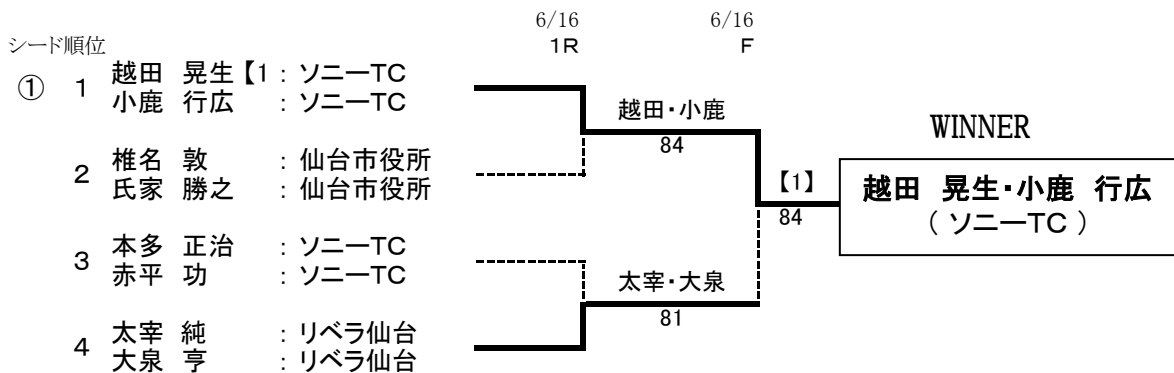 6/16 6/16
シード順位 1R F
① 1 越田 晃生【1 : ソニーTC
小鹿 行広 : ソニーTC
越田・小鹿
84
WINNER
2 椎名 敦 : 仙台市役所
氏家 勝之 : 仙台市役所
【1】
84
越田 晃生・小鹿 行広
( ソニーTC )
3 本多 正治 : ソニーTC
赤平 功 : ソニーTC
太宰・大泉
81
4 太宰 純 : リベラ仙台
大泉 亨 : リベラ仙台